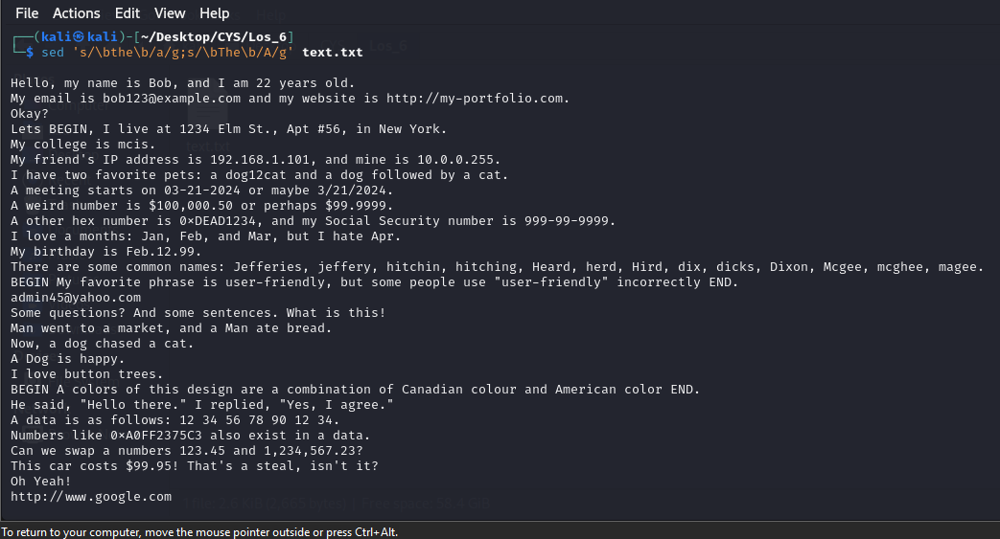 File Actions Edit View Help
┌──(kali㉿kali)-[~/Desktop/CYS/Los_6]
└─$ sed 's/\bthe\b/a/g;s/\bThe\b/A/g' text.txt
Hello, my name is Bob, and I am 22 years old.
My email is bob123@example.com and my website is http://my-portfolio.com.
Okay?
Lets BEGIN, I live at 1234 Elm St., Apt #56, in New York.
My college is mcis.
My friend's IP address is 192.168.1.101, and mine is 10.0.0.255.
I have two favorite pets: a dog12cat and a dog followed by a cat.
A meeting starts on 03-21-2024 or maybe 3/21/2024.
A weird number is $100,000.50 or perhaps $99.9999.
A other hex number is 0×DEAD1234, and my Social Security number is 999-99-9999.
I love a months: Jan, Feb, and Mar, but I hate Apr.
My birthday is Feb.12.99.
There are some common names: Jefferies, jeffery, hitchin, hitching, Heard, herd, Hird, dix, dicks, Dixon, Mcgee, mcghee, magee.
BEGIN My favorite phrase is user-friendly, but some people use "user-friendly" incorrectly END.
admin45@yahoo.com
Some questions? And some sentences. What is this!
Man went to a market, and a Man ate bread.
Now, a dog chased a cat.
A Dog is happy.
I love button trees.
BEGIN A colors of this design are a combination of Canadian colour and American color END.
He said, "Hello there." I replied, "Yes, I agree."
A data is as follows: 12 34 56 78 90 12 34.
Numbers like 0×A0FF2375C3 also exist in a data.
Can we swap a numbers 123.45 and 1,234,567.23?
This car costs $99.95! That's a steal, isn't it?
Oh Yeah!
http://www.google.com
To return to your computer, move the mouse pointer outside or press Ctrl+Alt.